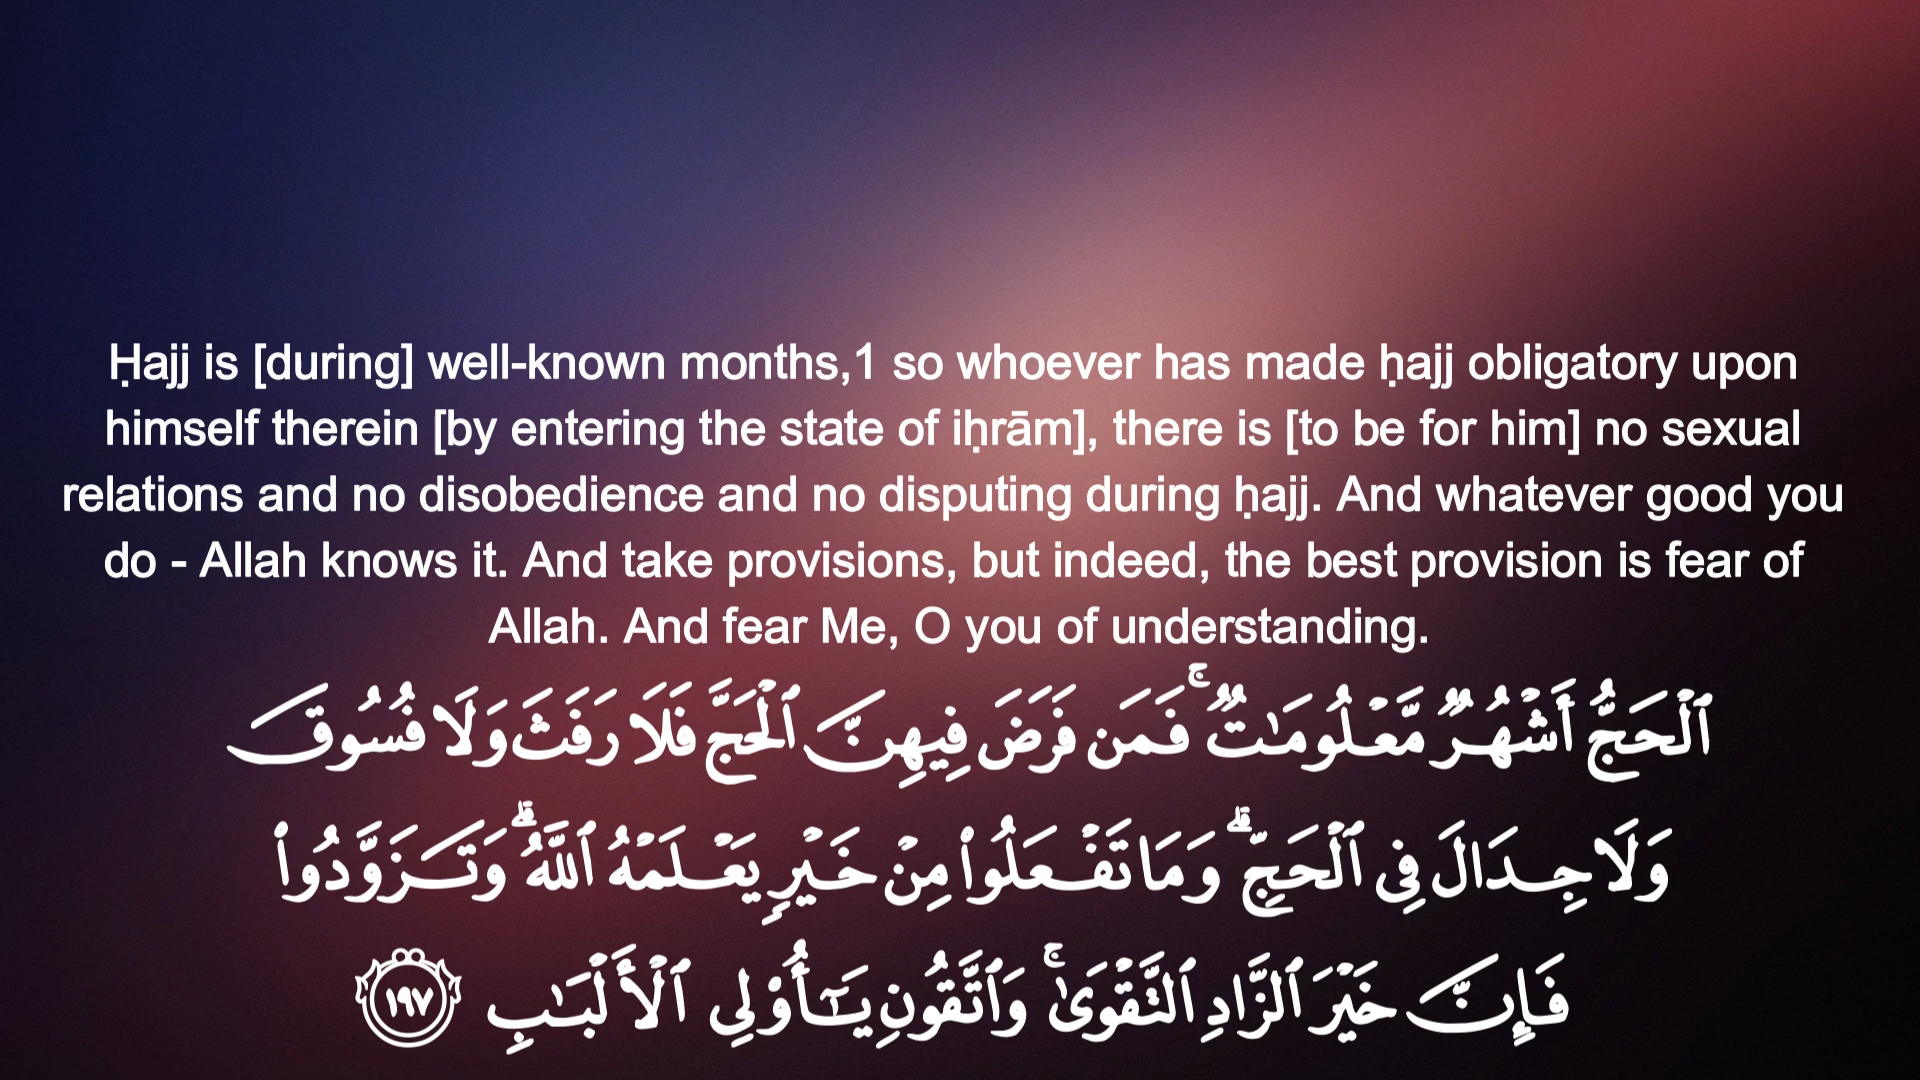 Ḥajj is [during] well-known months,1 so whoever has made ḥajj obligatory upon
himself therein [by entering the state of iḥrām], there is [to be for him] no sexual
relations and no disobedience and no disputing during ḥajj. And whatever good you
do - Allah knows it. And take provisions, but indeed, the best provision is fear of
Allah. And fear Me, O you of understanding.
ٱلْحَجُّ أَشْهُرٌ مَّعْلُومَـٰتٌ ۚ فَمَن فَرَضَ فِيهِنَّ ٱلْحَجَّ فَلَا رَفَثَ وَلَا فُسُوقَ
وَلَا جِدَالَ فِى ٱلْحَجِّ ۗ وَمَا تَفْعَلُوا۟ مِنْ خَيْرٍ يَعْلَمْهُ ٱللَّهُ ۗ وَتَزَوَّدُوا۟
فَإِنَّ خَيْرَ ٱلزَّادِ ٱلتَّقْوَىٰ ۚ وَٱتَّقُونِ يَـٰٓأُو۟لِى ٱلْأَلْبَـٰبِ ١٩٧